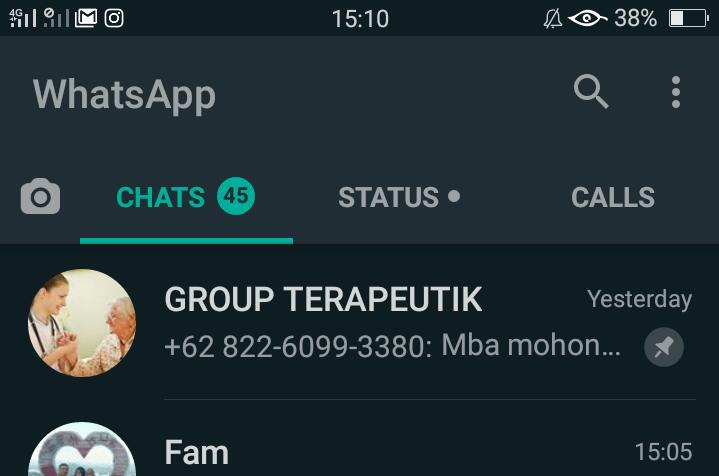 4G 15:10 38%
WhatsApp
CHATS 45 STATUS CALLS
GROUP TERAPEUTIK Yesterday
+62 822-6099-3380: Mba mohon...
Fam 15:05